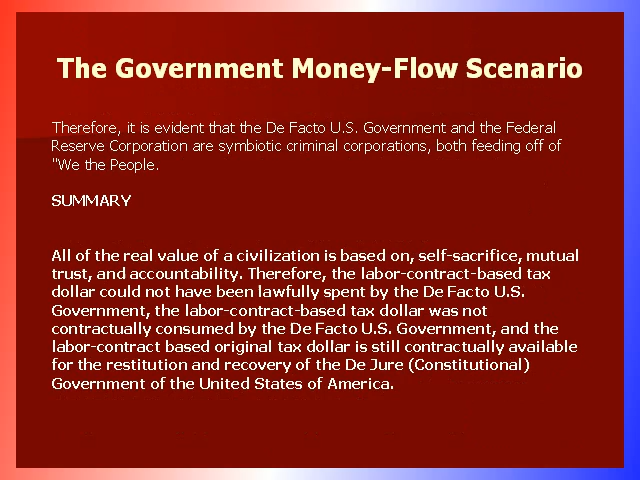 The Government Money-Flow Scenario
Therefore, it is evident that the De Facto U.S. Government and the Federal
Reserve Corporation are symbiotic criminal corporations, both feeding off of
"We the People.
SUMMARY
All of the real value of a civilization is based on, self-sacrifice, mutual
trust, and accountability. Therefore, the labor-contract-based tax
dollar could not have been lawfully spent by the De Facto U.S.
Government, the labor-contract-based tax dollar was not
contractually consumed by the De Facto U.S. Government, and the
labor-contract based original tax dollar is still contractually available
for the restitution and recovery of the De Jure (Constitutional)
Government of the United States of America.